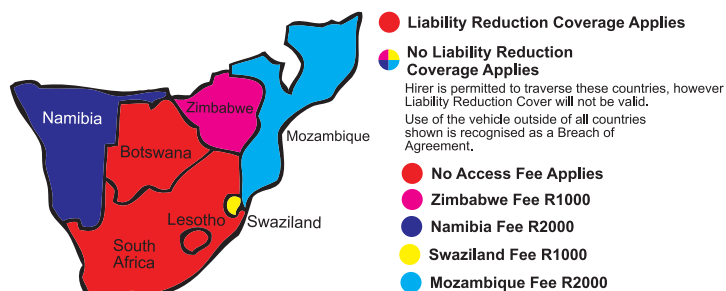 Liability Reduction Coverage Applies
No Liability Reduction
Coverage Applies
Hirer is permitted to traverse these countries, however
Liability Reduction Cover will not be valid.
Use of the vehicle outside of all countries
shown is recognised as a Breach of
Agreement.
No Access Fee Applies
Zimbabwe Fee R1000
Namibia Fee R2000
Swaziland Fee R1000
Mozambique Fee R2000
Namibia
Zimbabwe
Mozambique
Botswana
Lesotho
Swaziland
South
Africa